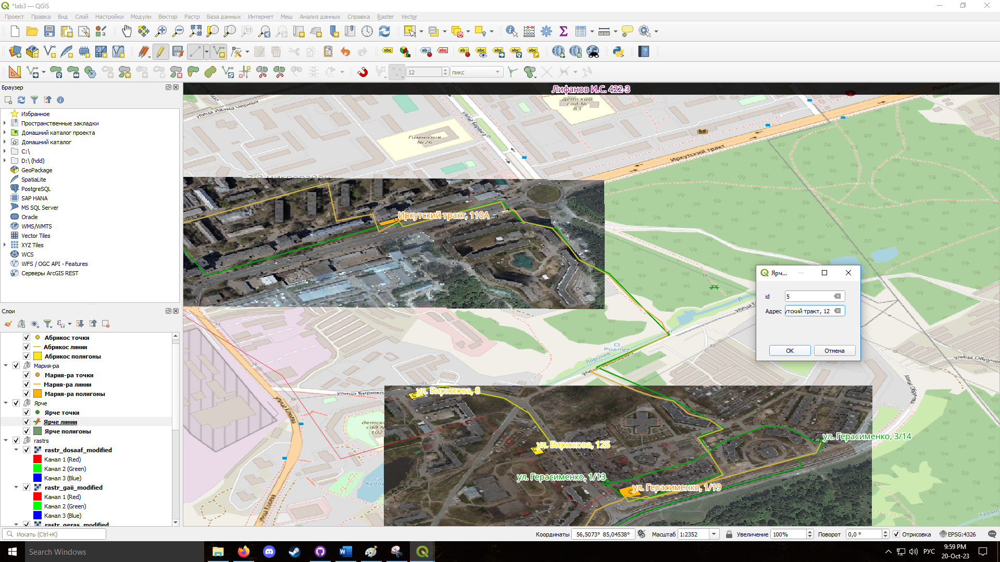 *lab3 — QGIS
Проект Правка Вид Слой Настройки Модули Вектор Растр База данных Интернет Меш Анализ данных Справка Raster Vector
12 пикс
Браузер
Избранное
Пространственные закладки
Домашний каталог проекта
Домашний каталог
C:\
D:\ (hdd)
GeoPackage
SpatiaLite
PostgreSQL
SAP HANA
MS SQL Server
Oracle
WMS/WMTS
Vector Tiles
XYZ Tiles
WCS
WFS / OGC API - Features
Серверы ArcGIS REST
Слои
Абрикос точки
Абрикос линии
Абрикос полигоны
Мария-ра
Мария-ра точки
Мария-ра линии
Мария-ра полигоны
Ярче
Ярче точки
Ярче линии
Ярче полигоны
rastrs
rastr_dosaaf_modified
Канал 1 (Red)
Канал 2 (Green)
Канал 3 (Blue)
rastr_gaii_modified
Канал 1 (Red)
Канал 2 (Green)
Канал 3 (Blue)
rastr_geras_modified
Лифанов И.С. 422-3
улица Ивана Черных
Детский
сад №
83
Гимназия
№26
улица Беринга
Иркутский тракт
3-й микрорайон
Иркутский тракт, 110А
Родник
улица Бирюкова
улица Клюева
детский
сад №
102
улица Клюева
ул. Бирюкова, 8
ул. Бирюкова, 125
ул. Герасименко, 1/13
ул. Герасименко, 1/19
ул. Герасименко, 3/14
Ярч...
id 5
Адрес утский тракт, 12
OK Отмена
Искать (Ctrl+K)
Координаты 56,5073° 85,04538° Масштаб 1:2352 Увеличение 100% Поворот 0,0 ° Отрисовка EPSG:4326
Search Windows
РУС
9:59 PM
20-Oct-23